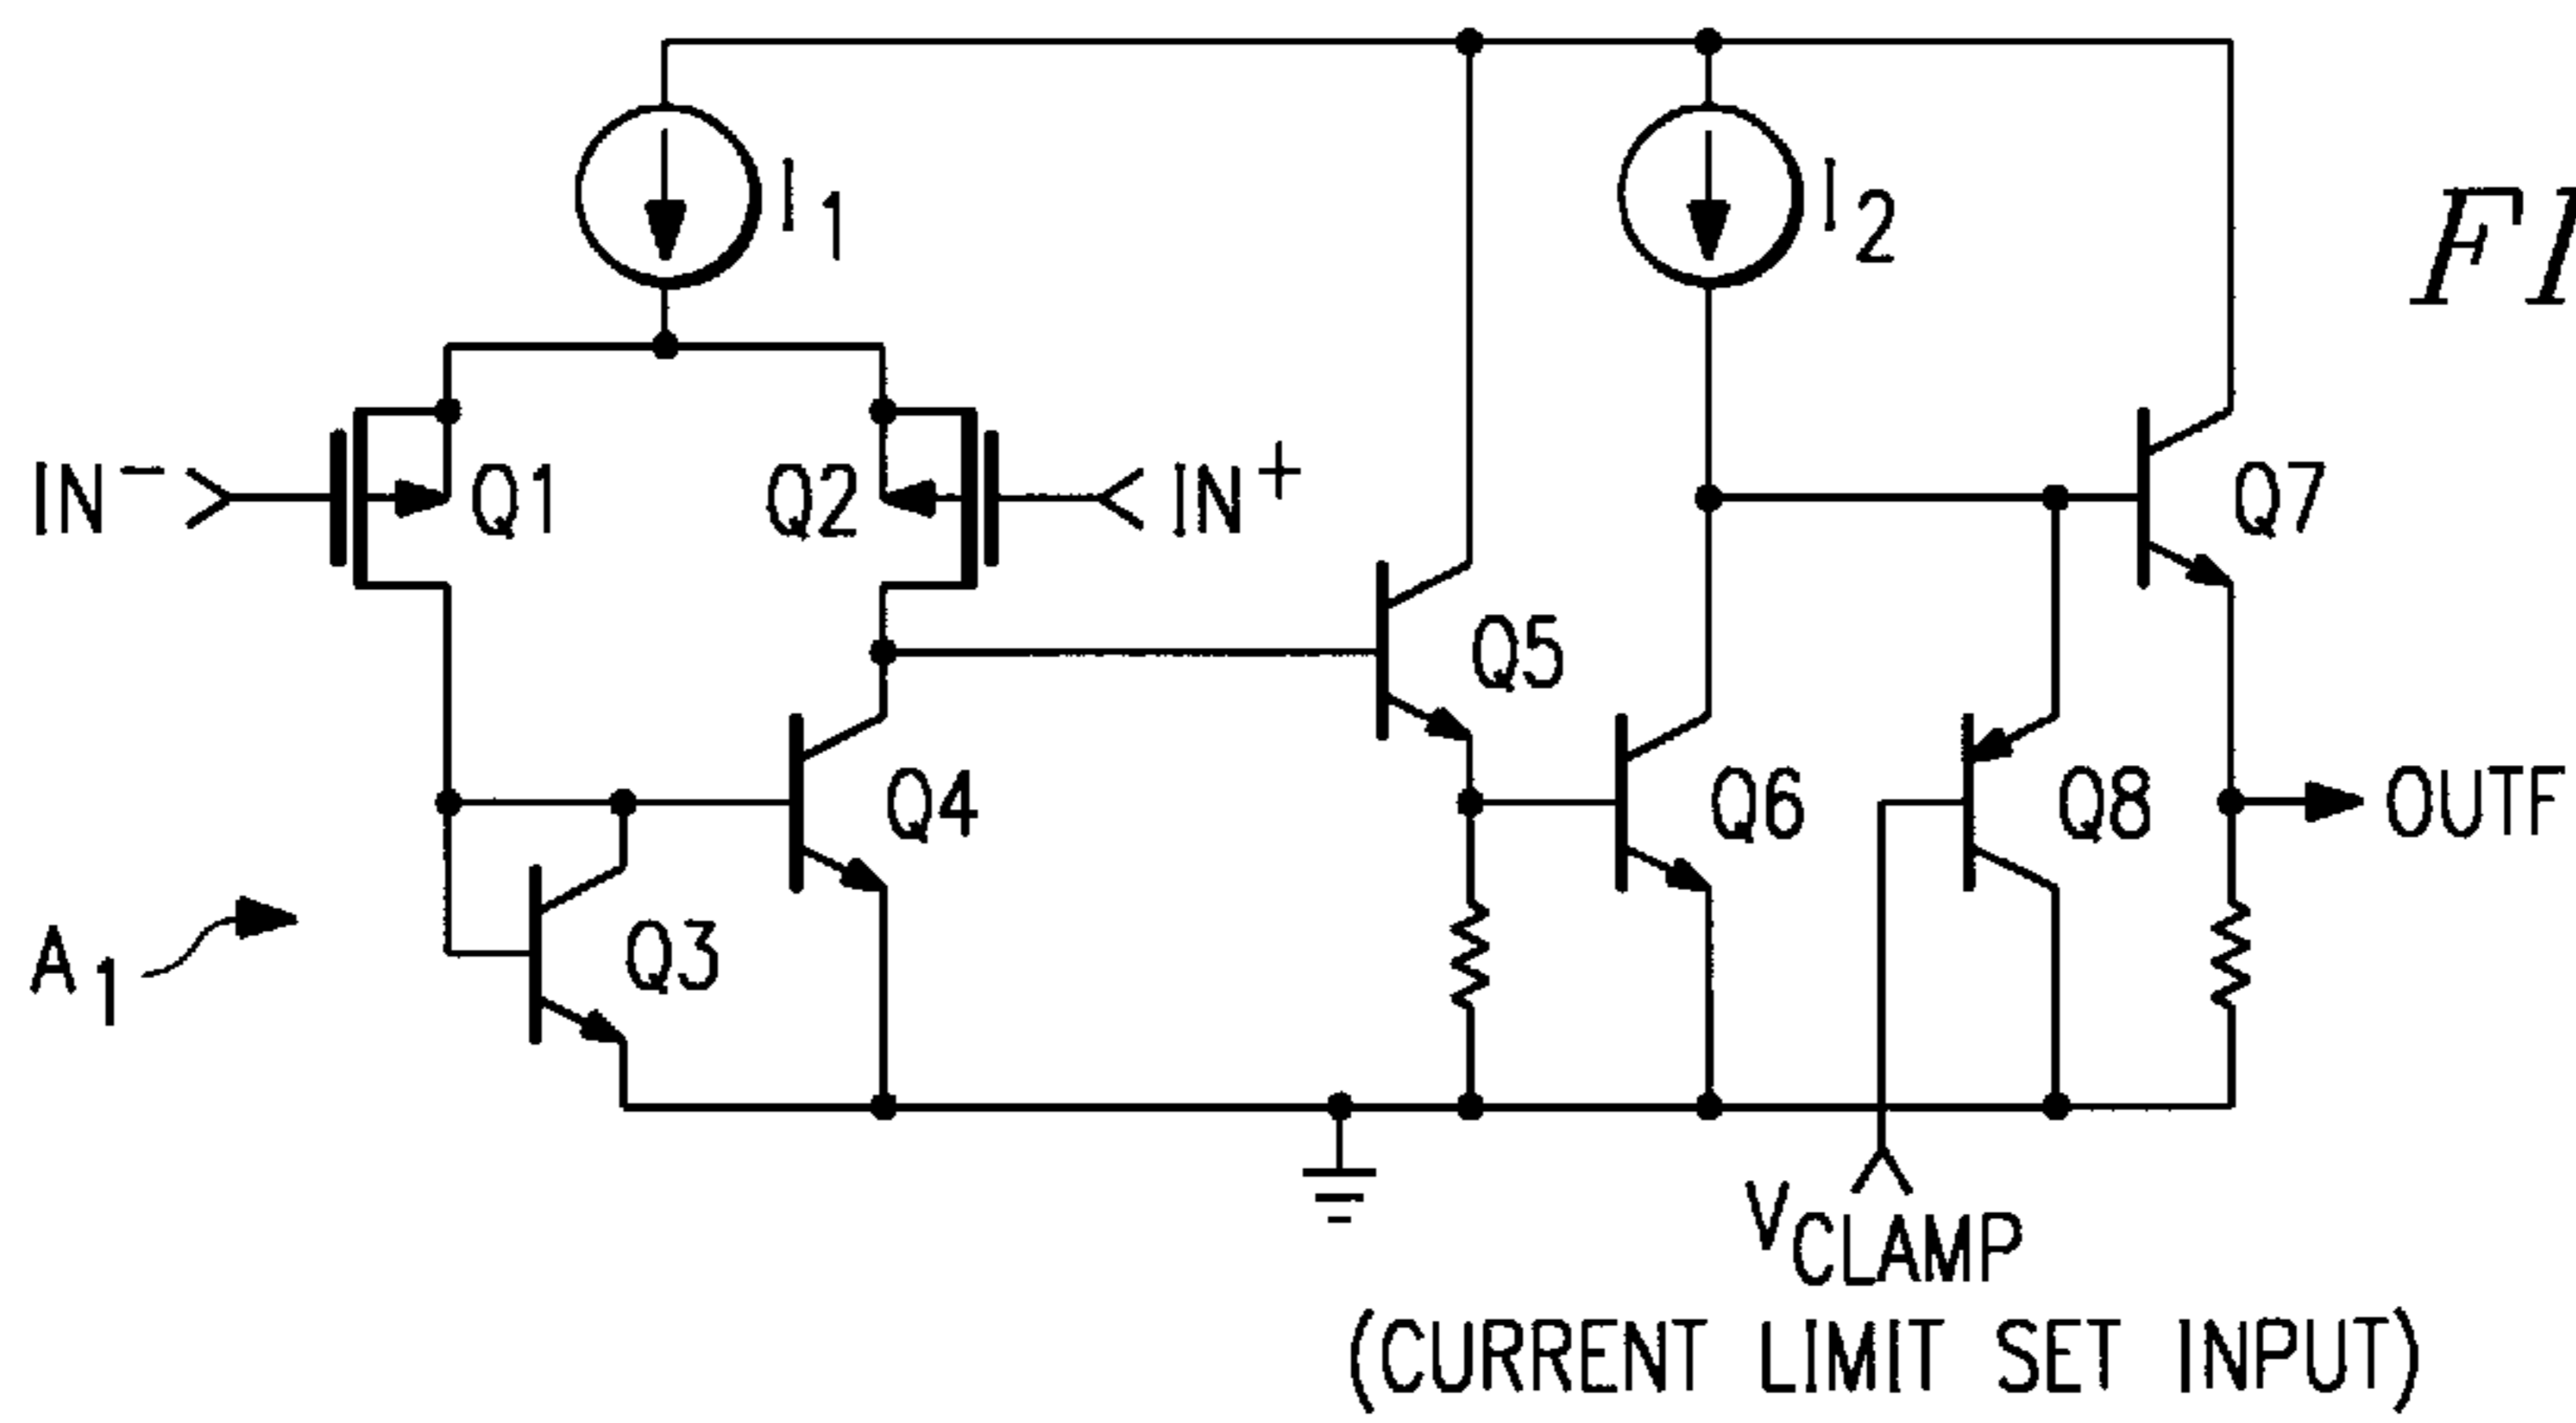 I1
I2
FI
IN−
Q1
Q2
IN+
Q7
Q5
Q4
Q6
Q8
OUTF
Q3
A1
VCLAMP
(CURRENT LIMIT SET INPUT)